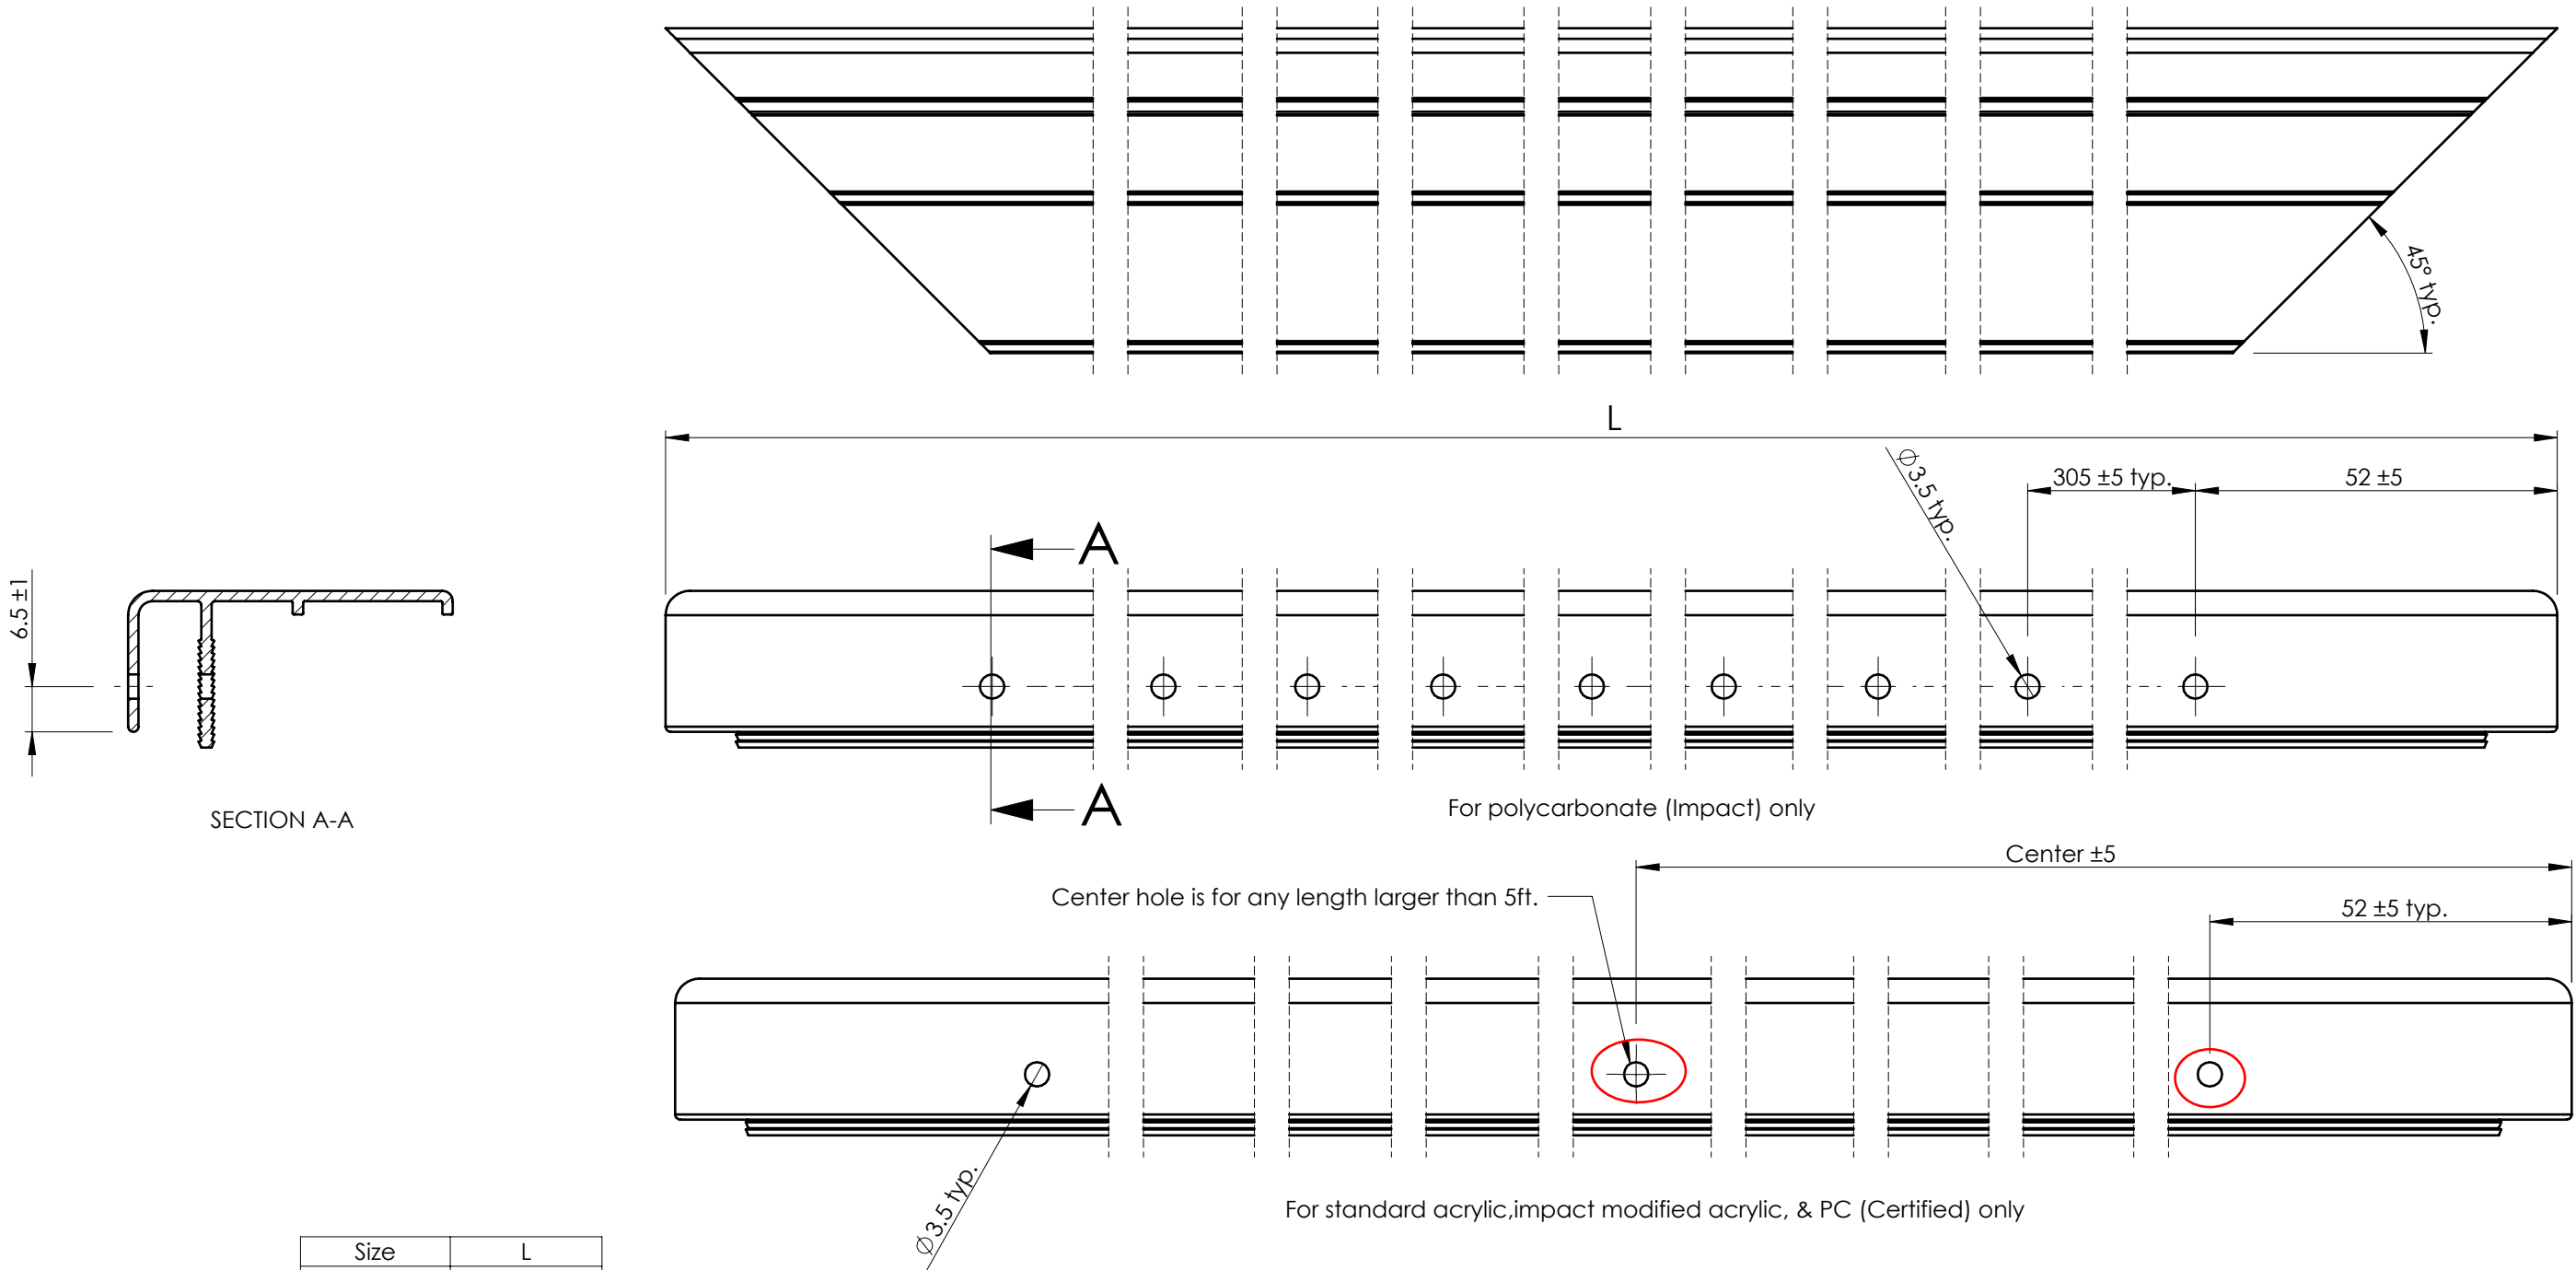 45° typ.
L
Ø3.5 typ.
305 ±5 typ.
52 ±5
A
6.5 ±1
A
SECTION A-A
For polycarbonate (Impact) only
Center ±5
Center hole is for any length larger than 5ft.
52 ±5 typ.
Ø3.5 typ.
For standard acrylic,impact modified acrylic, & PC (Certified) only
Size L